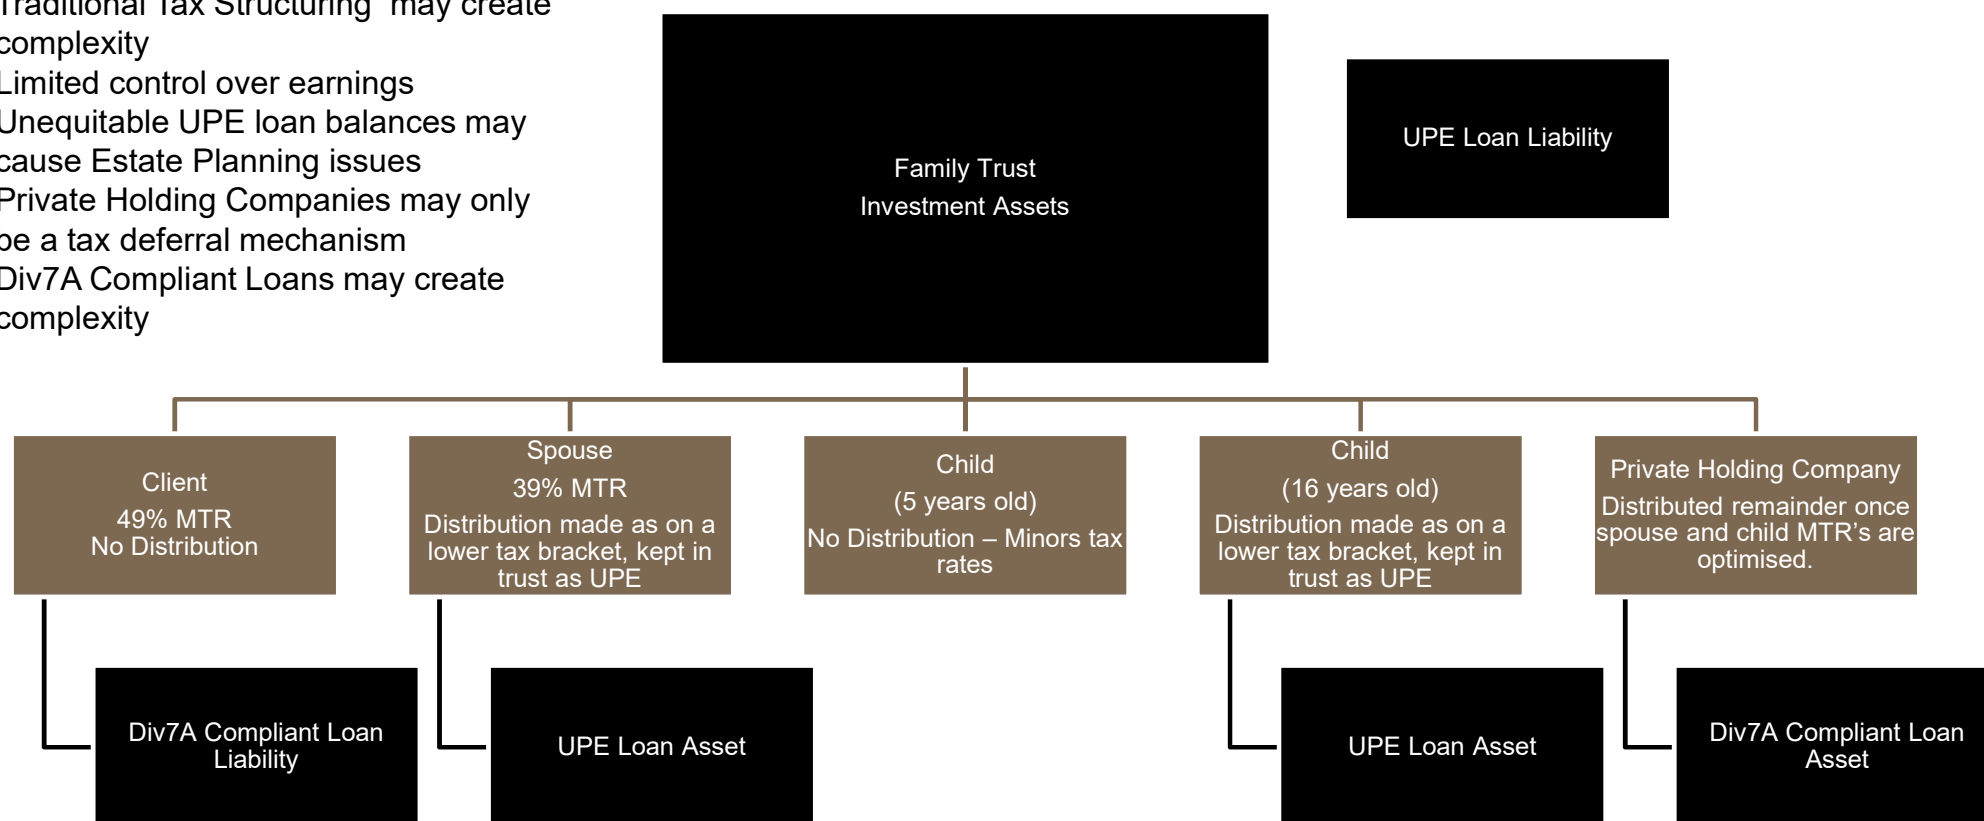 Traditional Tax Structuring" may create
complexity
Limited control over earnings
Unequitable UPE loan balances may
cause Estate Planning issues
Private Holding Companies may only
be a tax deferral mechanism
Div7A Compliant Loans may create
complexity
Family Trust
Investment Assets
UPE Loan Liability
Client
49% MTR
No Distribution
Spouse
39% MTR
Distribution made as on a
lower tax bracket, kept in
trust as UPE
Child
(5 years old)
No Distribution – Minors tax
rates
Child
(16 years old)
Distribution made as on a
lower tax bracket, kept in
trust as UPE
Private Holding Company
Distributed remainder once
spouse and child MTR's are
optimised.
Div7A Compliant Loan
Liability
UPE Loan Asset
UPE Loan Asset
Div7A Compliant Loan
Asset